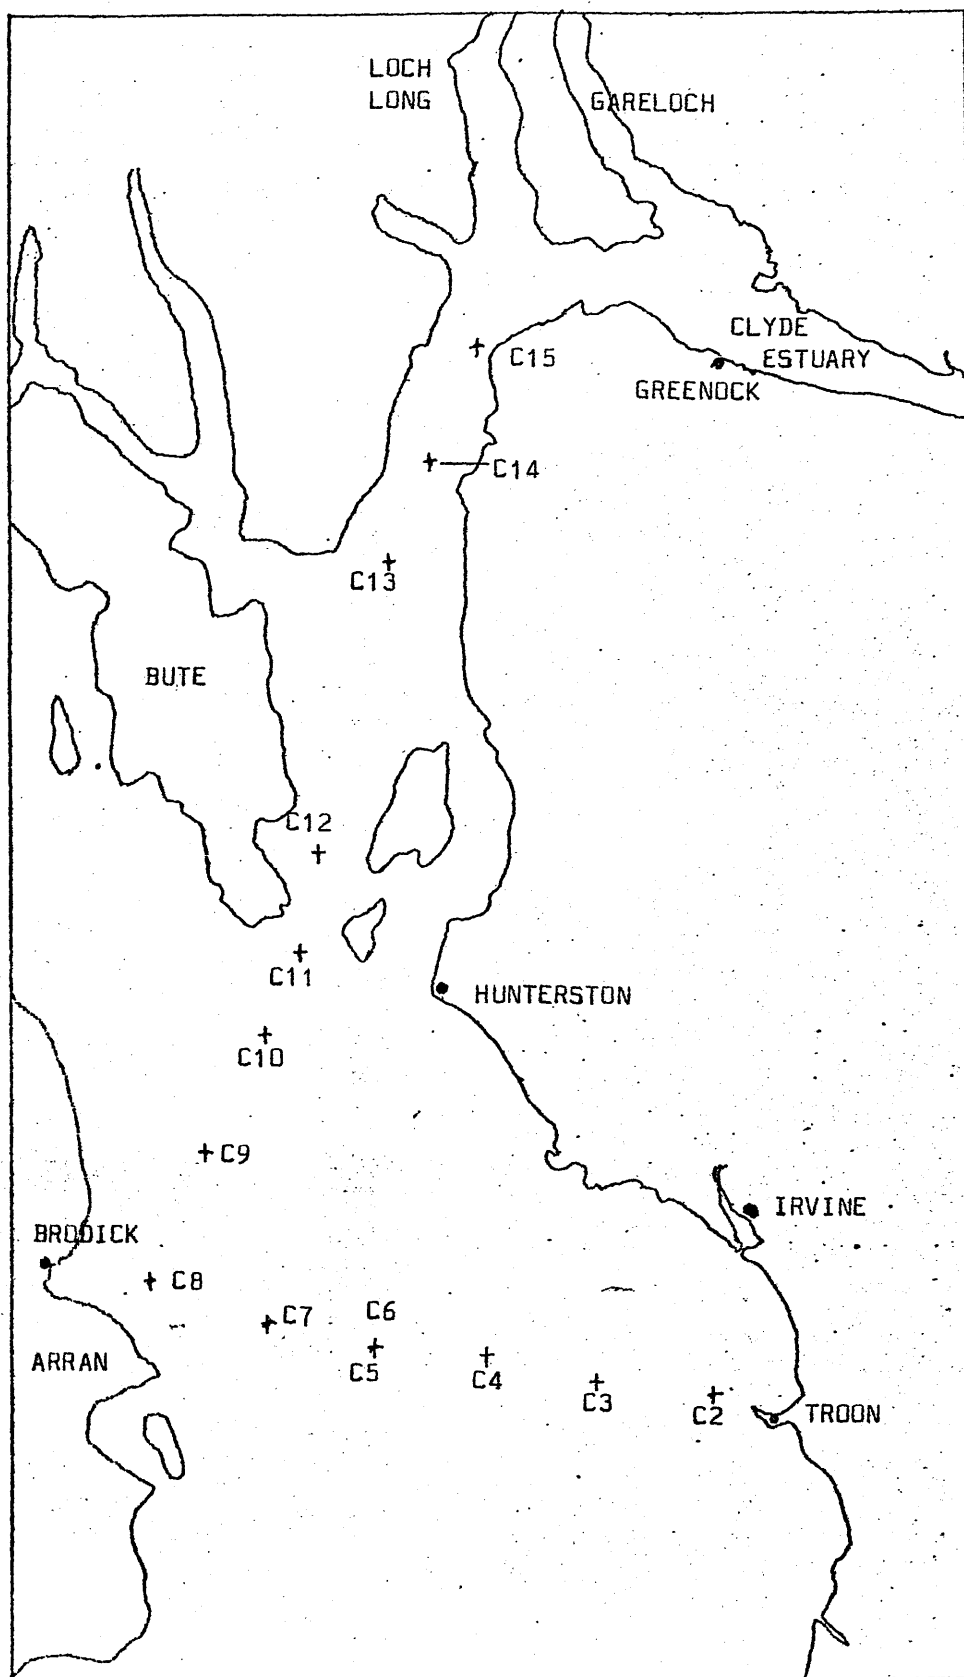 LOCH
LONG
GARELOCH
CLYDE
ESTUARY
C15
GREENOCK
C14
C13
BUTE
C12
C11
HUNTERSTON
C10
C9
IRVINE
BRODICK
C8
C7
C6
ARRAN
C5
C4
C3
C2
TROON